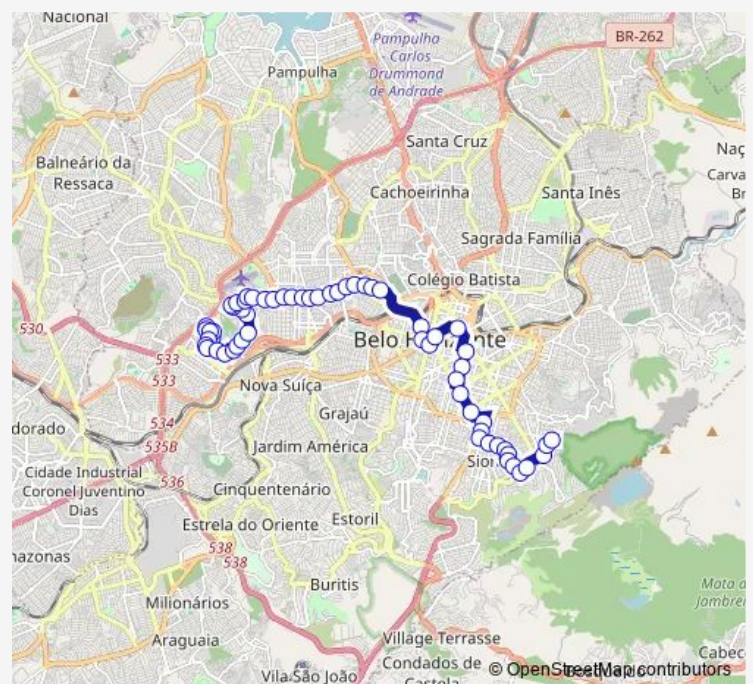 Nacional
Pampulha
Carlos
Drummond
de Andrade
BR-262
Pampulha
Santa Cruz
Balneário da
Ressaca
Cachoeirinha
Santa Inês
Sagrada Família
Colégio Batista
530
533
533
534
535B
536
538
538
Nova Suíça
Grajaú
Jardim América
Cidade Industrial
Coronel Juventino
Dias
Cinquentenário
Estrela do Oriente
Estoril
Buritis
Milionários
Araguaia
Village Terrasse
Condados de
Vila São João
© OpenStreetMap contributors